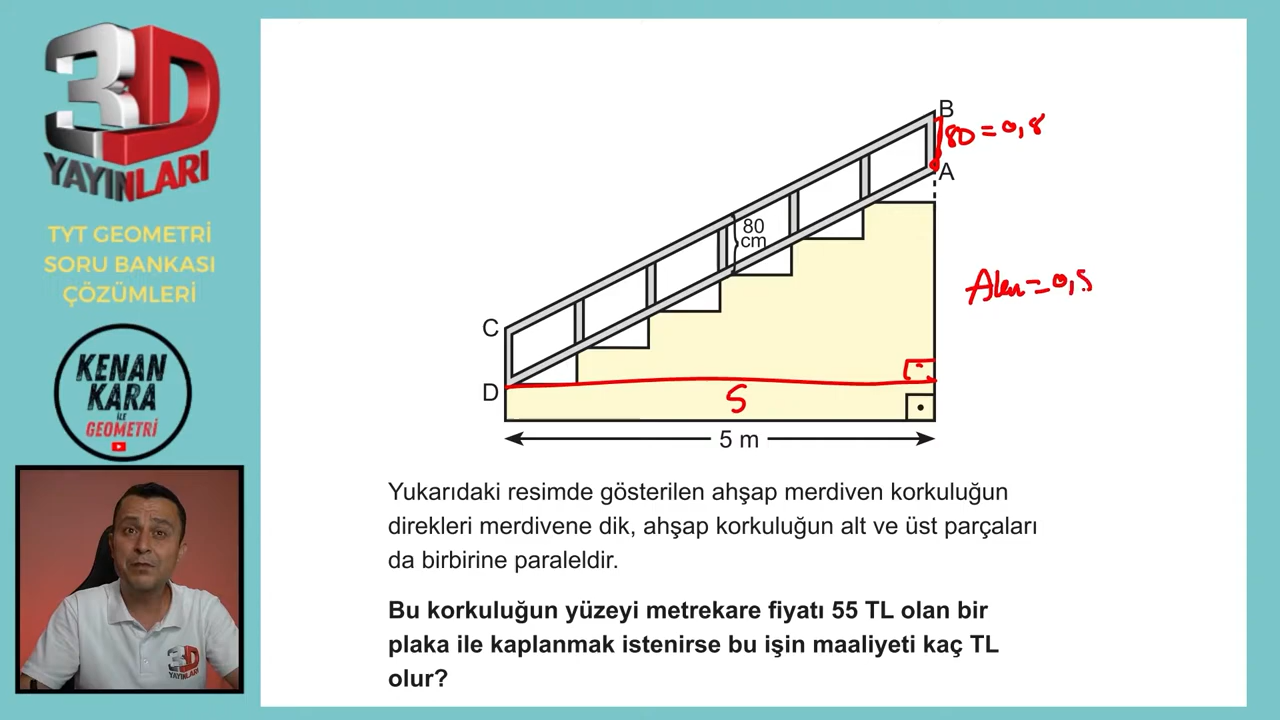 3D
YAYINLARI
TYT GEOMETRİ
SORU BANKASI
ÇÖZÜMLERİ
KENAN
KARA
İLE
GEOMETRİ
3D
YAYINLARI
B
80 = 0,8
A
80
cm
Alan = 0,5
C
D
5
5 m
Yukarıdaki resimde gösterilen ahşap merdiven korkuluğun
direkleri merdivene dik, ahşap korkuluğun alt ve üst parçaları
da birbirine paraleldir.
Bu korkuluğun yüzeyi metrekare fiyatı 55 TL olan bir
plaka ile kaplanmak istenirse bu işin maaliyeti kaç TL
olur?